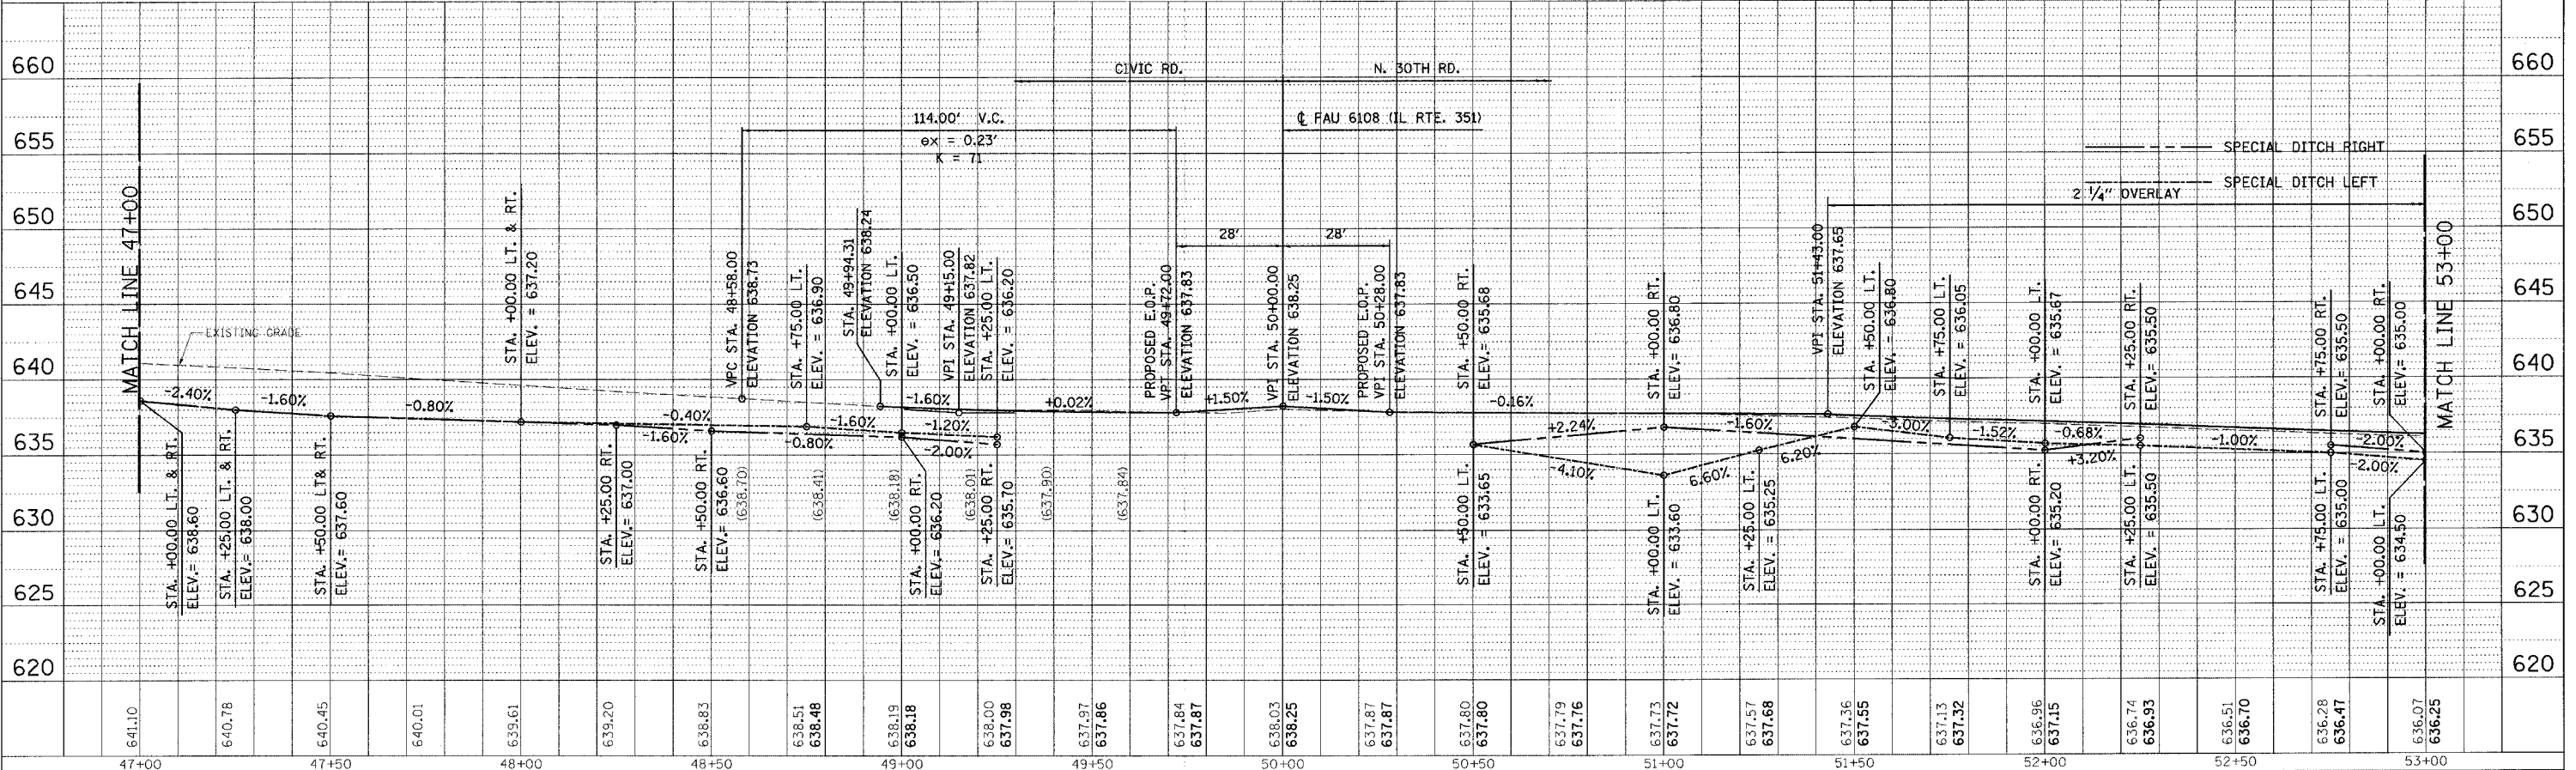 660
655
650
645
640
635
630
625
620
660
655
650
645
640
635
630
625
620
CIVIC RD.
N. 30TH RD.
114.00' V.C.
ex = 0.23'
K = 71
℄ FAU 6108 (IL RTE. 351)
SPECIAL DITCH RIGHT
SPECIAL DITCH LEFT
2 1/4" OVERLAY
28'
28'
MATCH LINE 47+00
EXISTING GRADE
STA. +00.00 LT. & RT.
ELEV. = 637.20
VPC STA. 48+58.00
ELEVATION 638.73
STA. +75.00 LT.
ELEV. = 636.90
STA. 49+94.31
ELEVATION 638.24
STA. +00.00 LT.
ELEV. = 636.50
VPI STA. 49+15.00
ELEVATION 637.82
STA. +25.00 LT.
ELEV. = 636.20
PROPOSED E.O.P.
VPI STA. 49+72.00
ELEVATION 637.83
VPI STA. 50+00.00
ELEVATION 638.25
PROPOSED E.O.P.
VPI STA. 50+28.00
ELEVATION 637.83
STA. +50.00 RT.
ELEV.= 635.68
STA. +00.00 RT.
ELEV. = 636.80
VPI STA. 51+43.00
ELEVATION 637.65
STA. +50.00 LT.
ELEV. = 636.80
STA. +75.00 LT.
ELEV. = 636.05
STA. +00.00 LT.
ELEV. = 635.67
STA. +25.00 RT.
ELEV. = 635.50
STA. +75.00 RT.
ELEV.= 635.50
STA. +00.00 RT.
ELEV. = 635.00
MATCH LINE 53+00
-2.40%
-1.60%
-0.80%
-0.40%
-1.60%
-1.60%
-0.80%
-1.60%
-1.20%
-2.00%
+0.02%
+1.50%
-1.50%
-0.16%
+2.24%
-4.10%
-1.60%
6.60%
6.20%
-3.00%
-1.52%
-0.68%
+3.20%
-1.00%
-2.00%
-2.00%
STA. +00.00 LT. & RT.
ELEV.= 638.60
STA. +25.00 LT. & RT.
ELEV.= 638.00
STA. +50.00 LT& RT.
ELEV.= 637.60
STA. +25.00 RT.
ELEV.= 637.00
STA. +50.00 RT.
ELEV.= 636.60
(638.70)
(638.41)
(638.18)
STA. +00.00 RT.
ELEV.= 636.20
(638.01)
STA. +25.00 RT.
ELEV.= 635.70
(637.90)
(637.84)
STA. +50.00 LT.
ELEV. = 633.65
STA. +00.00 LT.
ELEV. = 633.60
STA. +25.00 LT.
ELEV. = 635.25
STA. +00.00 RT.
ELEV.= 635.20
STA. +25.00 LT.
ELEV. = 635.50
STA. +75.00 LT.
ELEV. = 635.00
STA. +00.00 LT.
ELEV. = 634.50
641.10
640.78
640.45
640.01
639.61
639.20
638.83
638.51
638.48
638.19
638.18
638.00
637.98
637.97
637.86
637.84
637.87
638.03
638.25
637.87
637.87
637.80
637.80
637.79
637.76
637.73
637.72
637.57
637.68
637.36
637.55
637.13
637.32
636.96
637.15
636.74
636.93
636.51
636.70
636.28
636.47
636.07
636.25
47+00
47+50
48+00
48+50
49+00
49+50
50+00
50+50
51+00
51+50
52+00
52+50
53+00